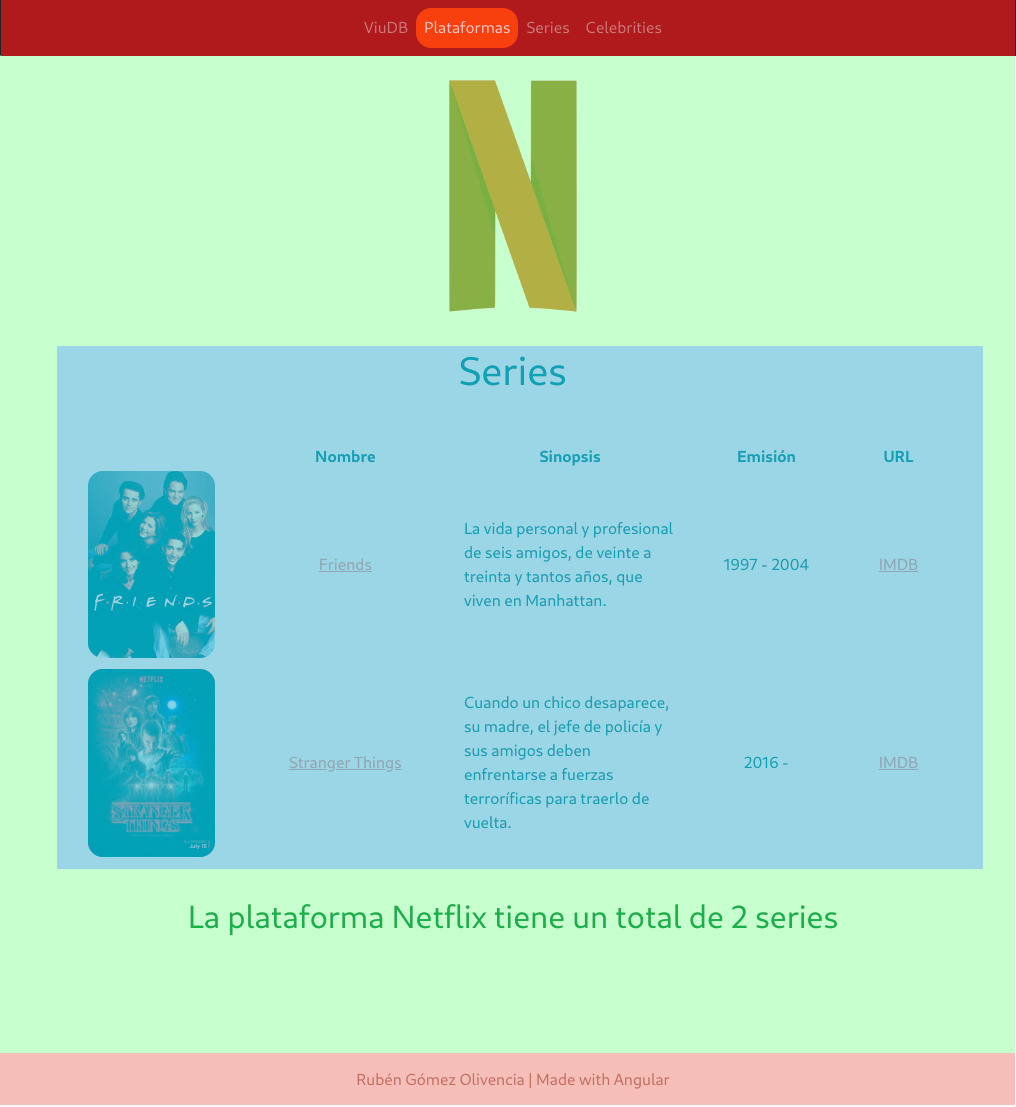 ViuDB Plataformas Series Celebrities
N
Series
Nombre Sinopsis Emisión URL
F·R·I·E·N·D·S
Friends
La vida personal y profesional
de seis amigos, de veinte a
treinta y tantos años, que
viven en Manhattan.
1997 - 2004
IMDB
NETFLIX
STRANGER
THINGS
July 15
Stranger Things
Cuando un chico desaparece,
su madre, el jefe de policía y
sus amigos deben
enfrentarse a fuerzas
terroríficas para traerlo de
vuelta.
2016 -
IMDB
La plataforma Netflix tiene un total de 2 series
Rubén Gómez Olivencia | Made with Angular